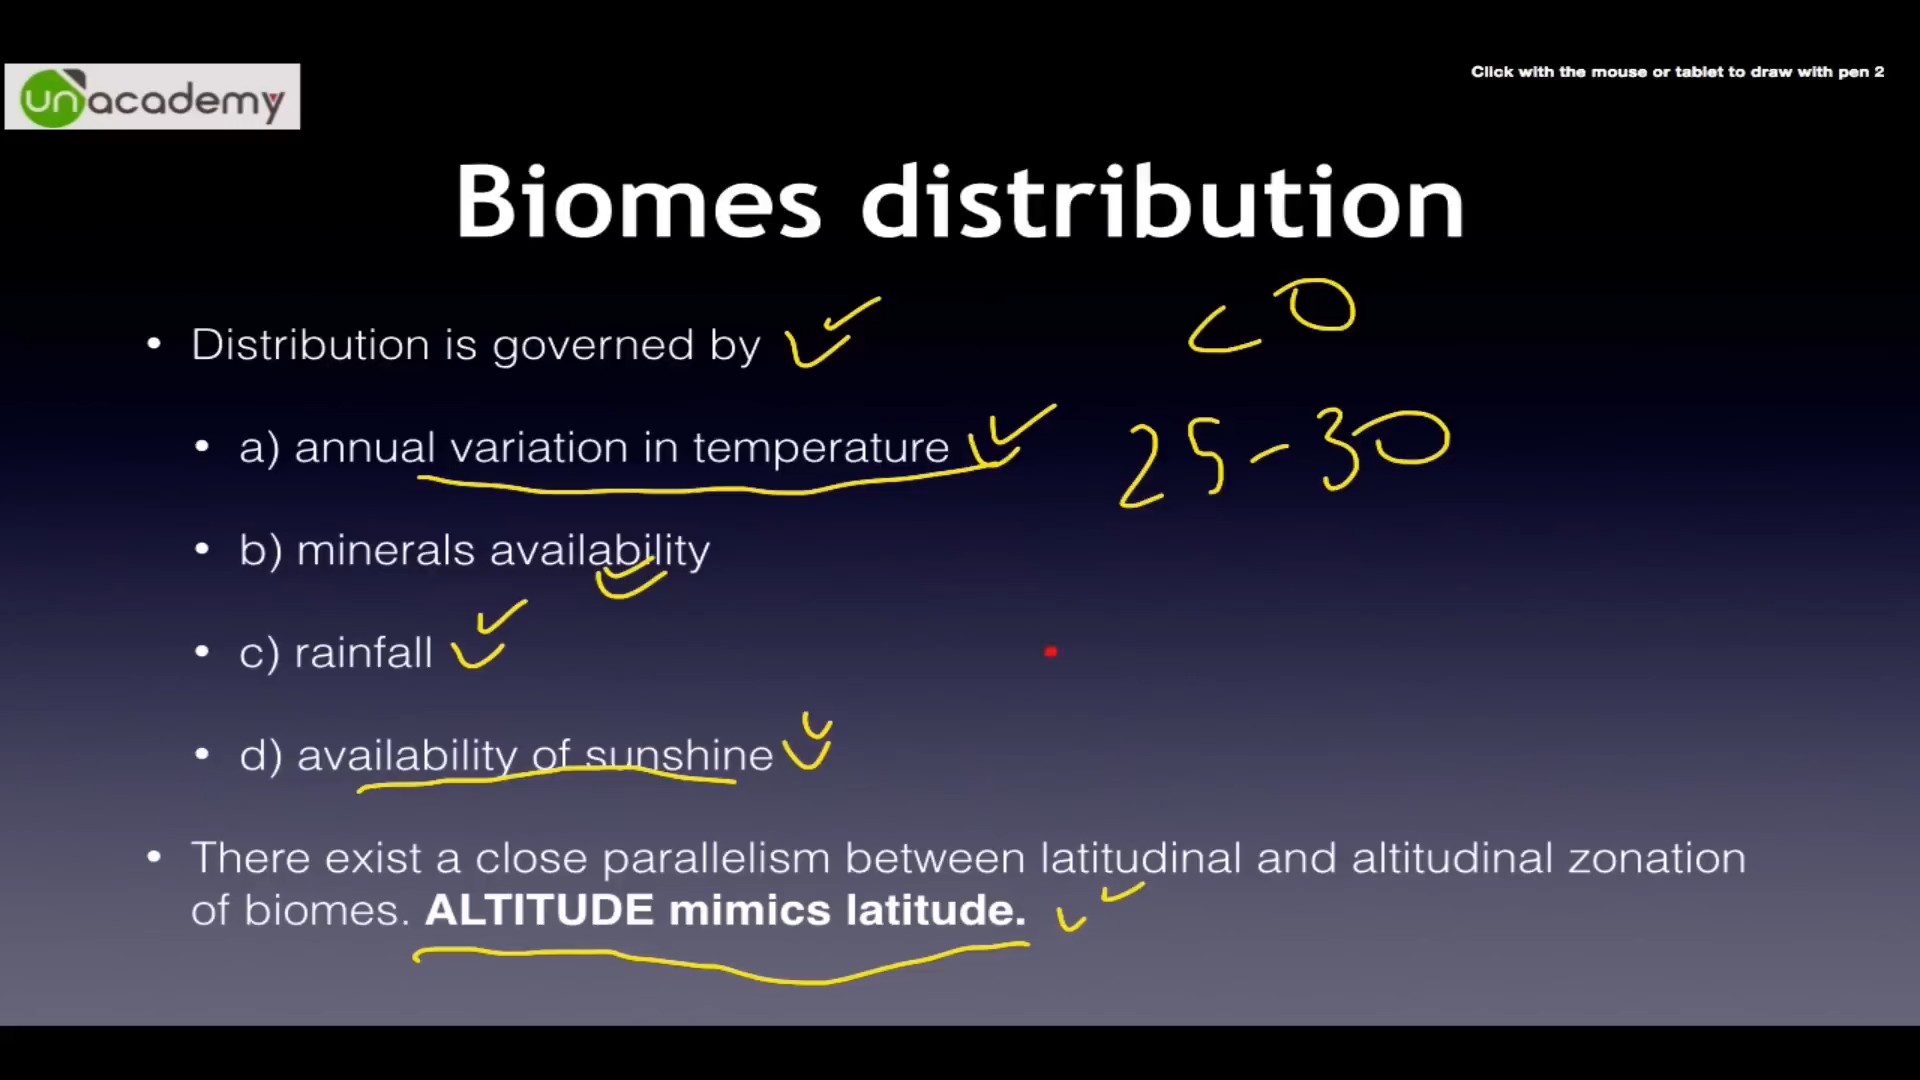 unacademy
Click with the mouse or tablet to draw with pen 2
Biomes distribution
• Distribution is governed by
< 0
• a) annual variation in temperature
25-30
• b) minerals availability
• c) rainfall
• d) availability of sunshine
• There exist a close parallelism between latitudinal and altitudinal zonation
of biomes. ALTITUDE mimics latitude.